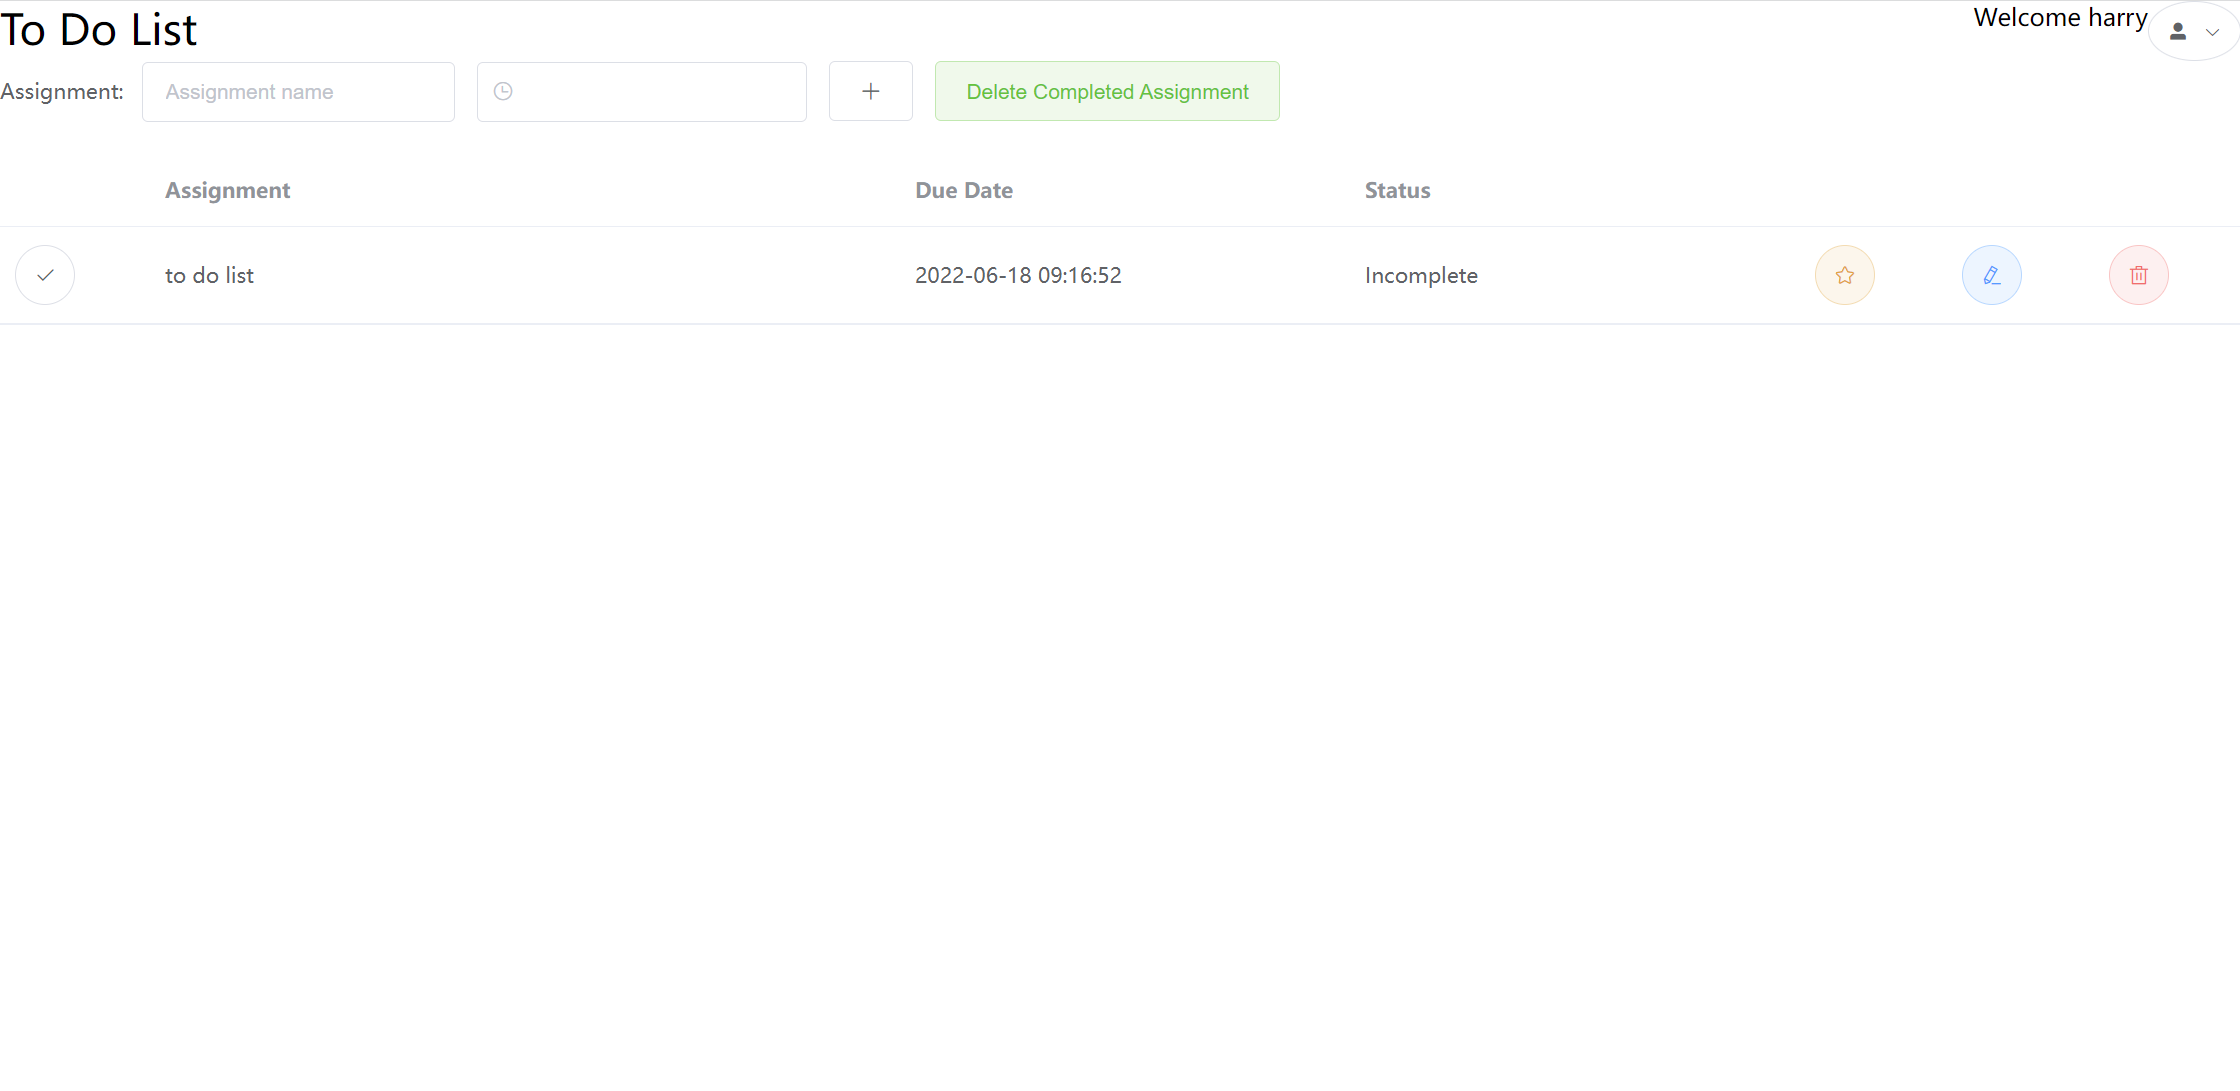 To Do List
Welcome harry
Assignment: Assignment name Delete Completed Assignment
Assignment Due Date Status
to do list 2022-06-18 09:16:52 Incomplete